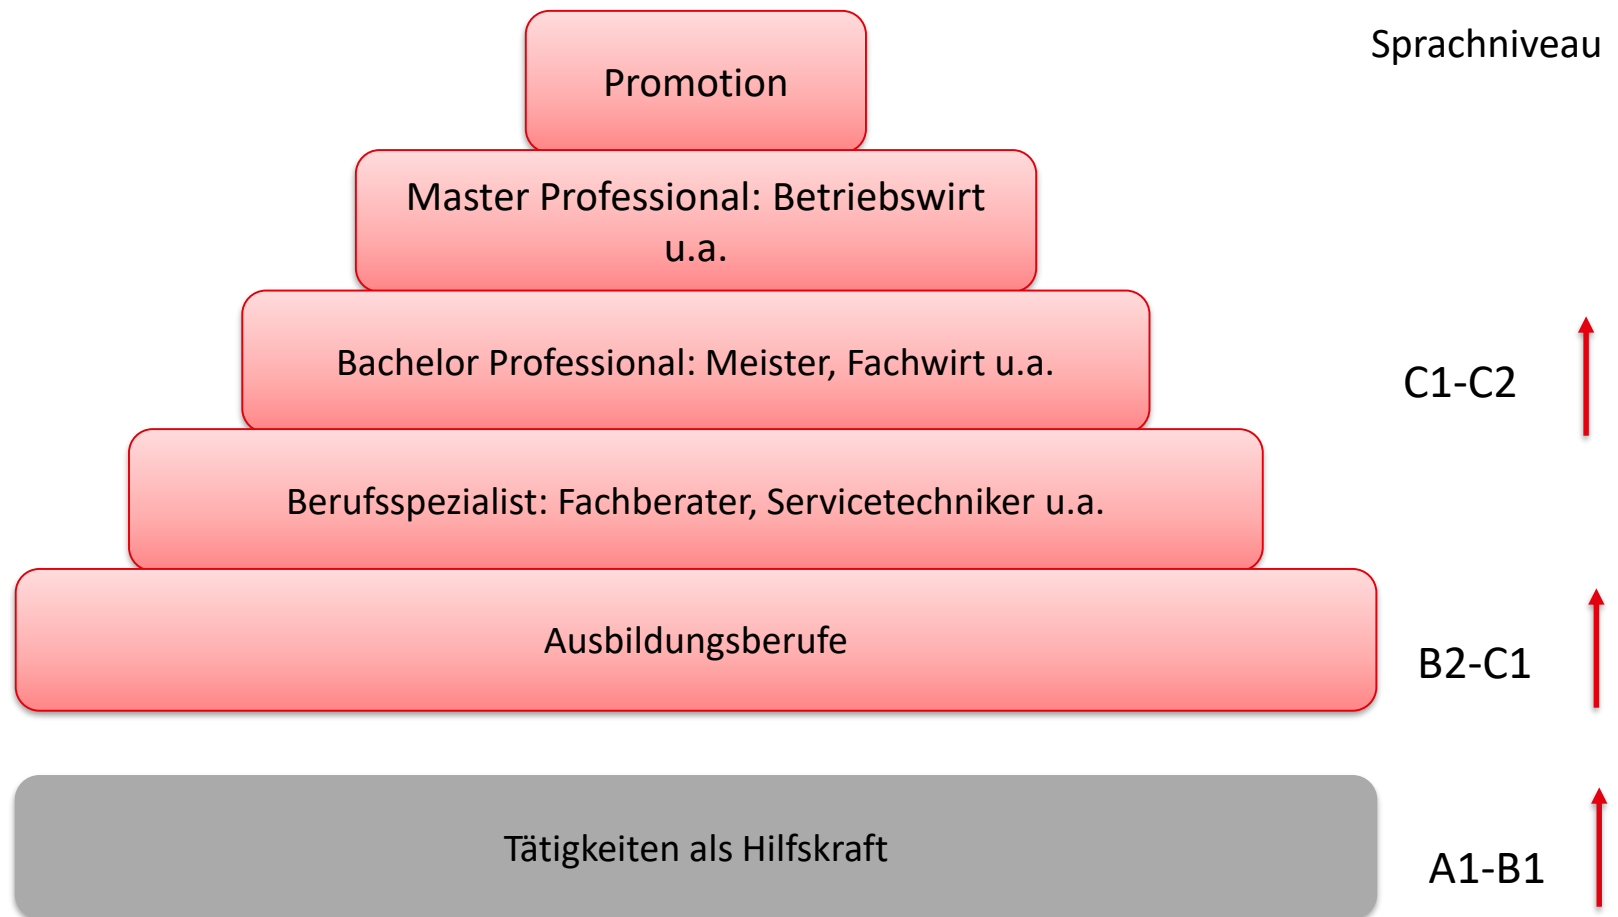 Promotion
Sprachniveau
Master Professional: Betriebswirt
u.a.
Bachelor Professional: Meister, Fachwirt u.a.
C1-C2
Berufsspezialist: Fachberater, Servicetechniker u.a.
Ausbildungsberufe
B2-C1
Tätigkeiten als Hilfskraft
A1-B1